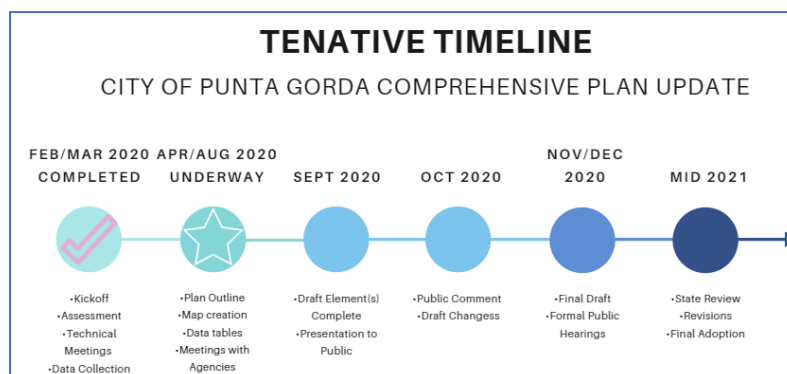 TENATIVE TIMELINE
CITY OF PUNTA GORDA COMPREHENSIVE PLAN UPDATE
FEB/MAR 2020
COMPLETED
APR/AUG 2020
UNDERWAY
SEPT 2020
OCT 2020
NOV/DEC
2020
MID 2021
•Kickoff
•Assessment
•Technical
Meetings
•Data Collection
•Plan Outline
•Map creation
•Data tables
•Meetings with
Agencies
•Draft Element(s)
Complete
•Presentation to
Public
•Public Comment
•Draft Changess
•Final Draft
•Formal Public
Hearings
•State Review
•Revisions
•Final Adoption